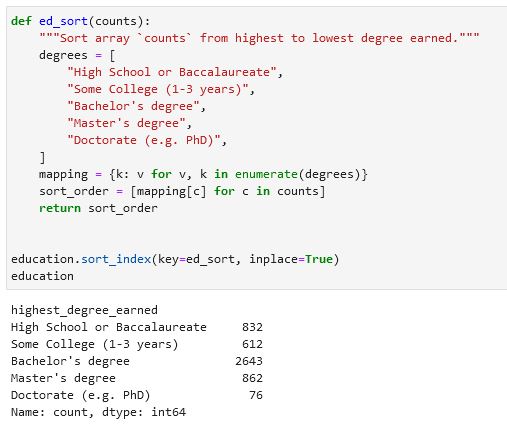 def ed_sort(counts):
    """Sort array `counts` from highest to lowest degree earned."""
    degrees = [
        "High School or Baccalaureate",
        "Some College (1-3 years)",
        "Bachelor's degree",
        "Master's degree",
        "Doctorate (e.g. PhD)",
    ]
    mapping = {k: v for v, k in enumerate(degrees)}
    sort_order = [mapping[c] for c in counts]
    return sort_order


education.sort_index(key=ed_sort, inplace=True)
education

highest_degree_earned
High School or Baccalaureate     832
Some College (1-3 years)         612
Bachelor's degree               2643
Master's degree                  862
Doctorate (e.g. PhD)              76
Name: count, dtype: int64